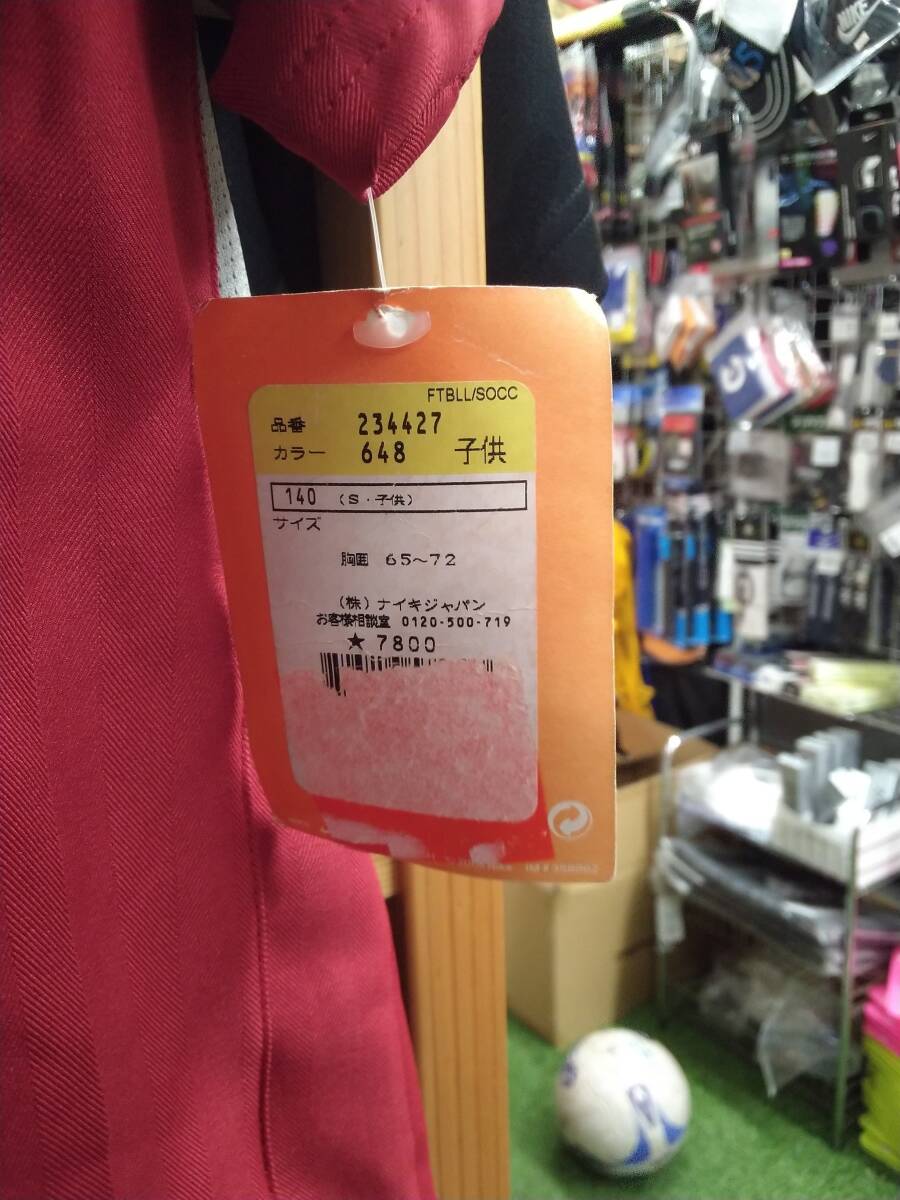 FTBLL/SOCC
品番 234427
カラー 648 子供
140 (S・子供)
サイズ
胸囲 65~72
(株)ナイキジャパン
お客様相談室 0120-500-719
★7800
NIKE